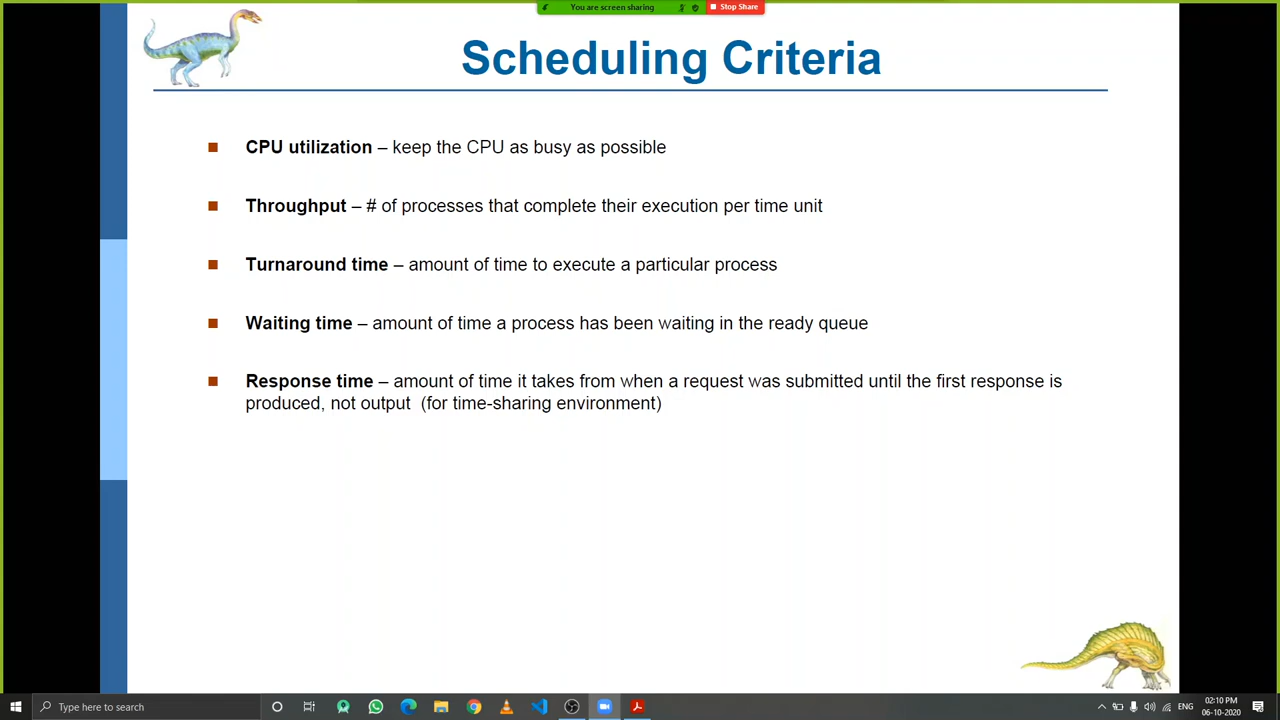 You are screen sharing
Stop Share
Scheduling Criteria
CPU utilization – keep the CPU as busy as possible
Throughput – # of processes that complete their execution per time unit
Turnaround time – amount of time to execute a particular process
Waiting time – amount of time a process has been waiting in the ready queue
Response time – amount of time it takes from when a request was submitted until the first response is
produced, not output (for time-sharing environment)
Type here to search
ENG
02:10 PM
06-10-2020